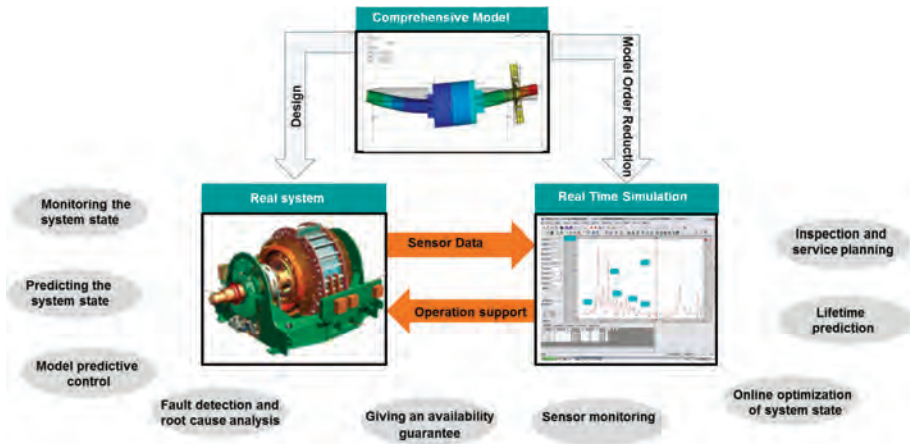 Comprehensive Model
Design
Model Order Reduction
Real system
Real Time Simulation
Sensor Data
Operation support
Monitoring the
system state
Predicting the
system state
Model predictive
control
Fault detection and
root cause analysis
Giving an availability
guarantee
Sensor monitoring
Online optimization
of system state
Lifetime
prediction
Inspection and
service planning